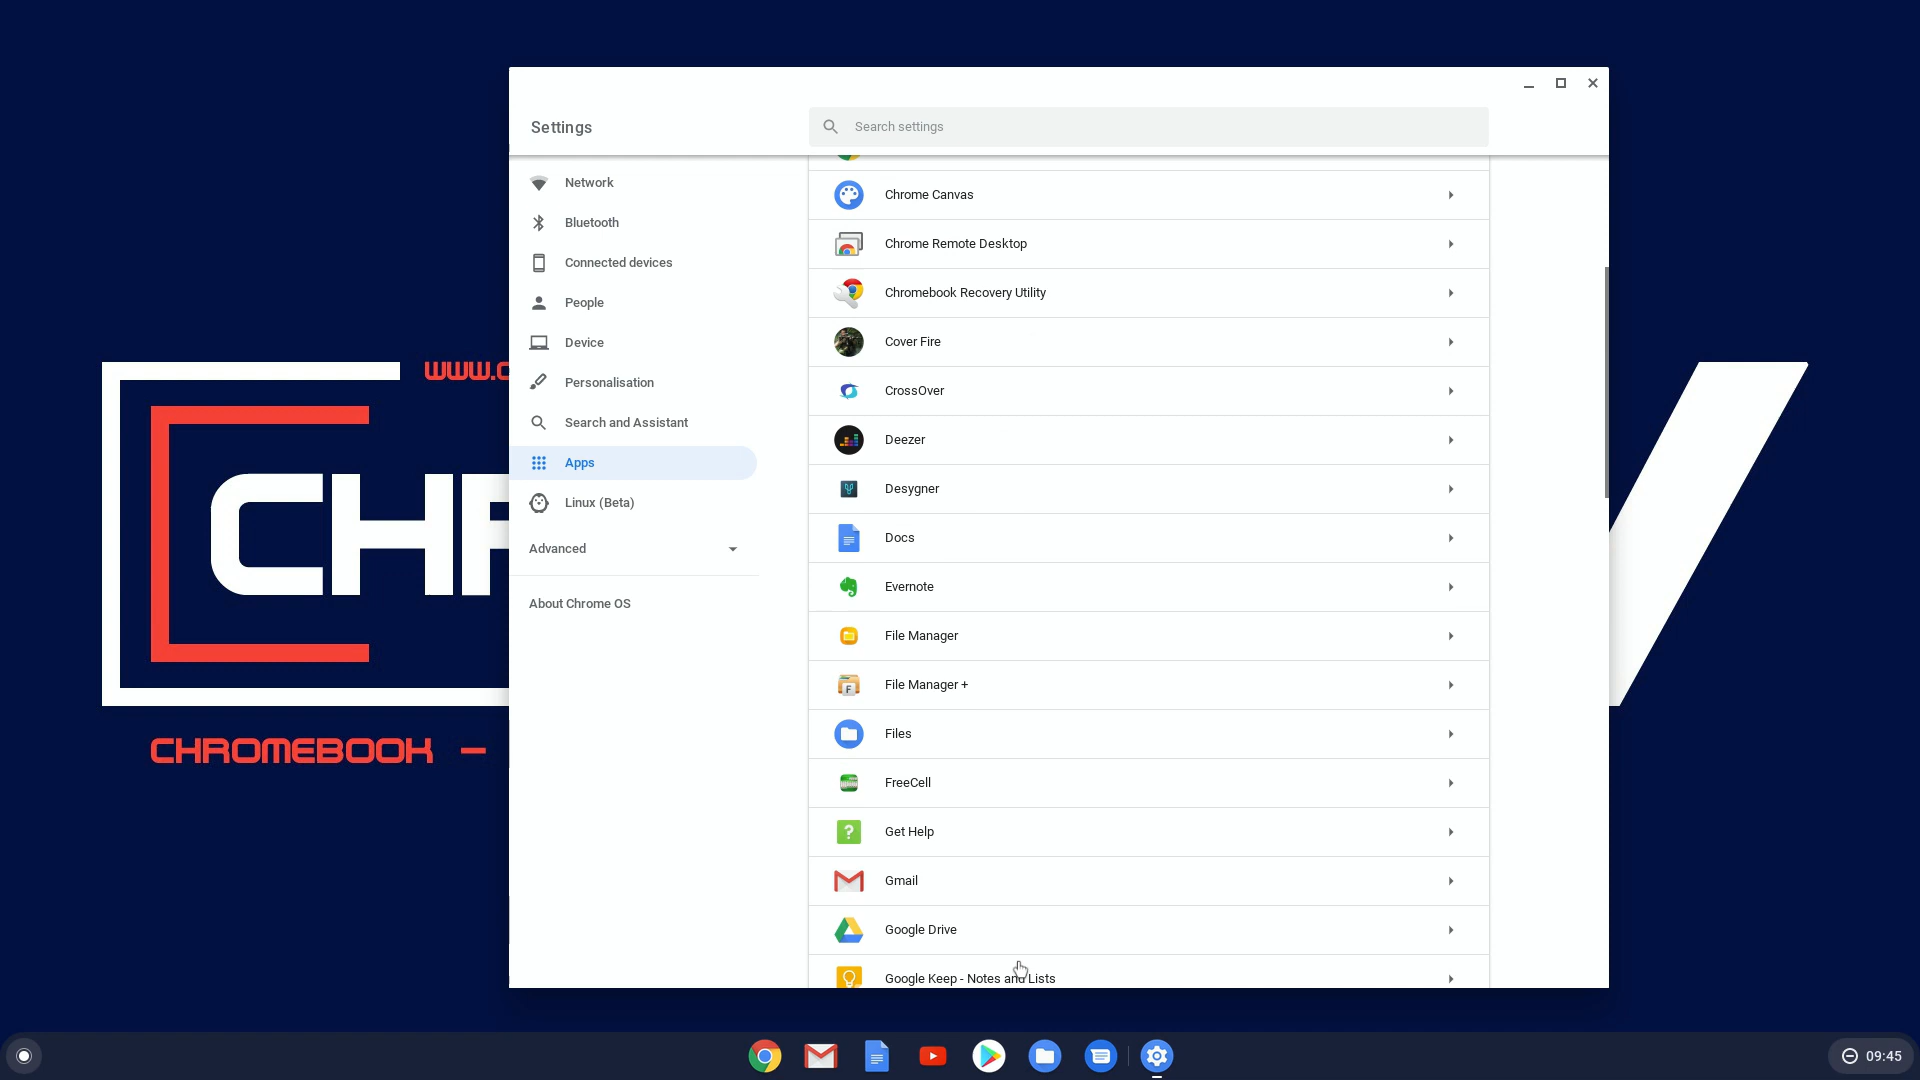 Settings
Search settings
Network
Bluetooth
Connected devices
People
Device
Personalisation
Search and Assistant
Apps
Linux (Beta)
Advanced
About Chrome OS
Chrome Canvas
Chrome Remote Desktop
Chromebook Recovery Utility
Cover Fire
CrossOver
Deezer
Desygner
Docs
Evernote
File Manager
File Manager +
Files
FreeCell
Get Help
Gmail
Google Drive
Google Keep - Notes and Lists
WWW.C
CHR
CHROMEBOOK -
09:45